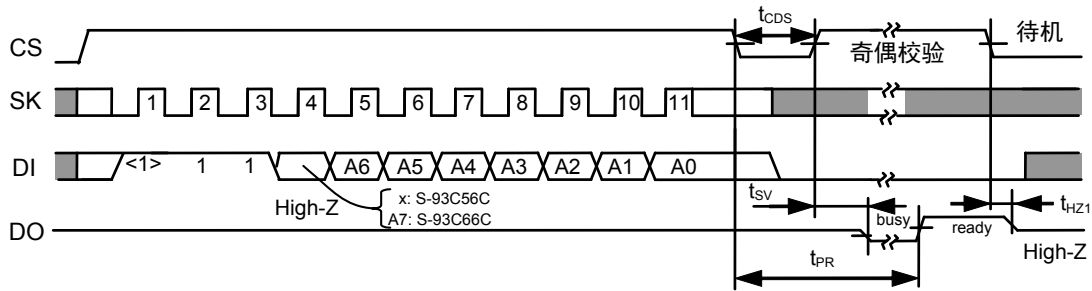 CS
tCDS
奇偶校验
待机
SK
1 2 3 4 5 6 7 8 9 10 11
DI
<1> 1 1 A6 A5 A4 A3 A2 A1 A0
x: S-93C56C
A7: S-93C66C
High-Z
tSV
busy
ready
tHZ1
DO
tPR
High-Z